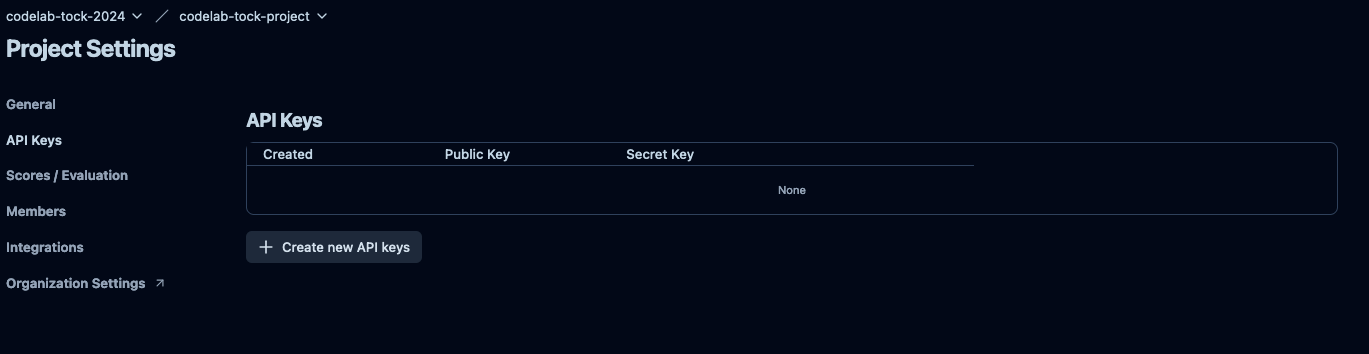 codelab-tock-2024 / codelab-tock-project
Project Settings
General
API Keys
Scores / Evaluation
Members
Integrations
Organization Settings
API Keys
Created Public Key Secret Key
None
Create new API keys